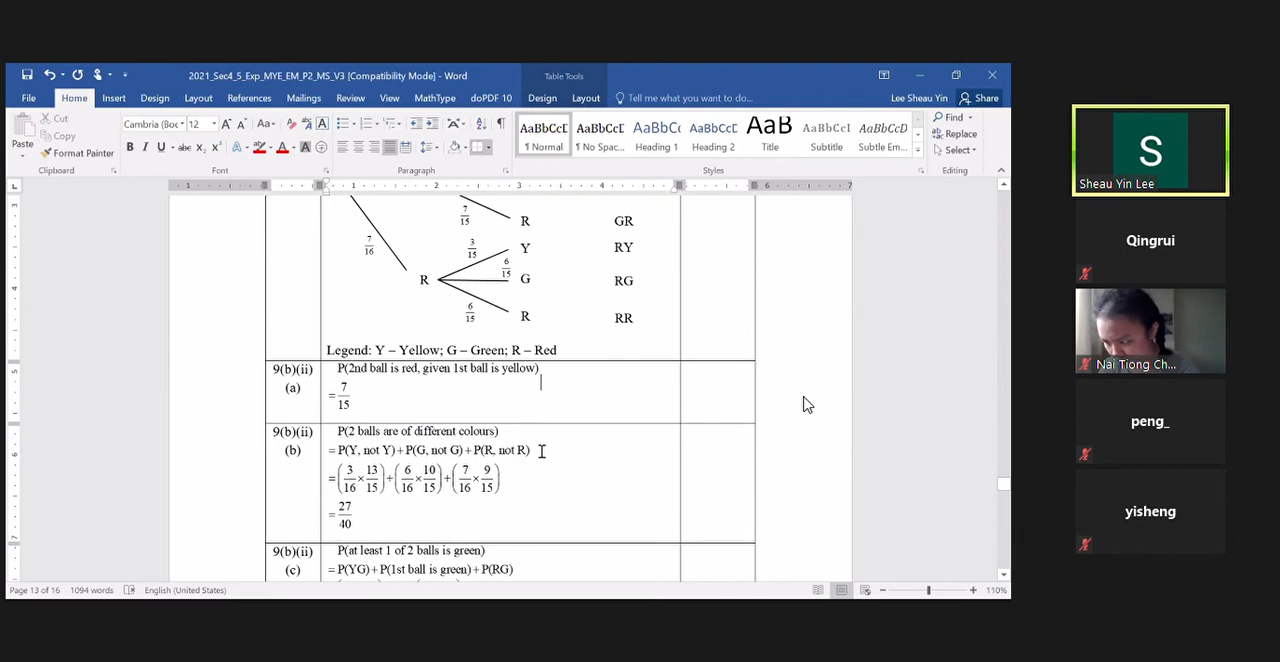 2021_Sec4_5_Exp_MYE_EM_P2_MS_V3 [Compatibility Mode] - Word
Table Tools
File Home Insert Design Layout References Mailings Review View MathType doPDF 10 Design Layout Tell me what you want to do... Lee Sheau Yin Share
Cut
Copy
Format Painter
Paste
Cambria (Boc 12
AaBbCcD AaBbCcD AaBbCc AaBbCcD AaB AaBbCcI AaBbCcD
¶ Normal ¶ No Spac... Heading 1 Heading 2 Title Subtitle Subtle Em...
Find
Replace
Select
Clipboard Font Paragraph Styles Editing
1 1 2 3 4 6 7
7/15 R GR
7/16 3/15 Y RY
R 6/15 G RG
6/15 R RR
Legend: Y – Yellow; G – Green; R – Red
9(b)(ii) P(2nd ball is red, given 1st ball is yellow)
(a) = 7/15
9(b)(ii) P(2 balls are of different colours)
(b) = P(Y, not Y) + P(G, not G) + P(R, not R)
= (3/16 × 13/15) + (6/16 × 10/15) + (7/16 × 9/15)
= 27/40
9(b)(ii) P(at least 1 of 2 balls is green)
(c) = P(YG) + P(1st ball is green) + P(RG)
Page 13 of 16 1094 words English (United States) 110%
S
Sheau Yin Lee
Qingrui
Nai Tiong Ch...
peng_
yisheng